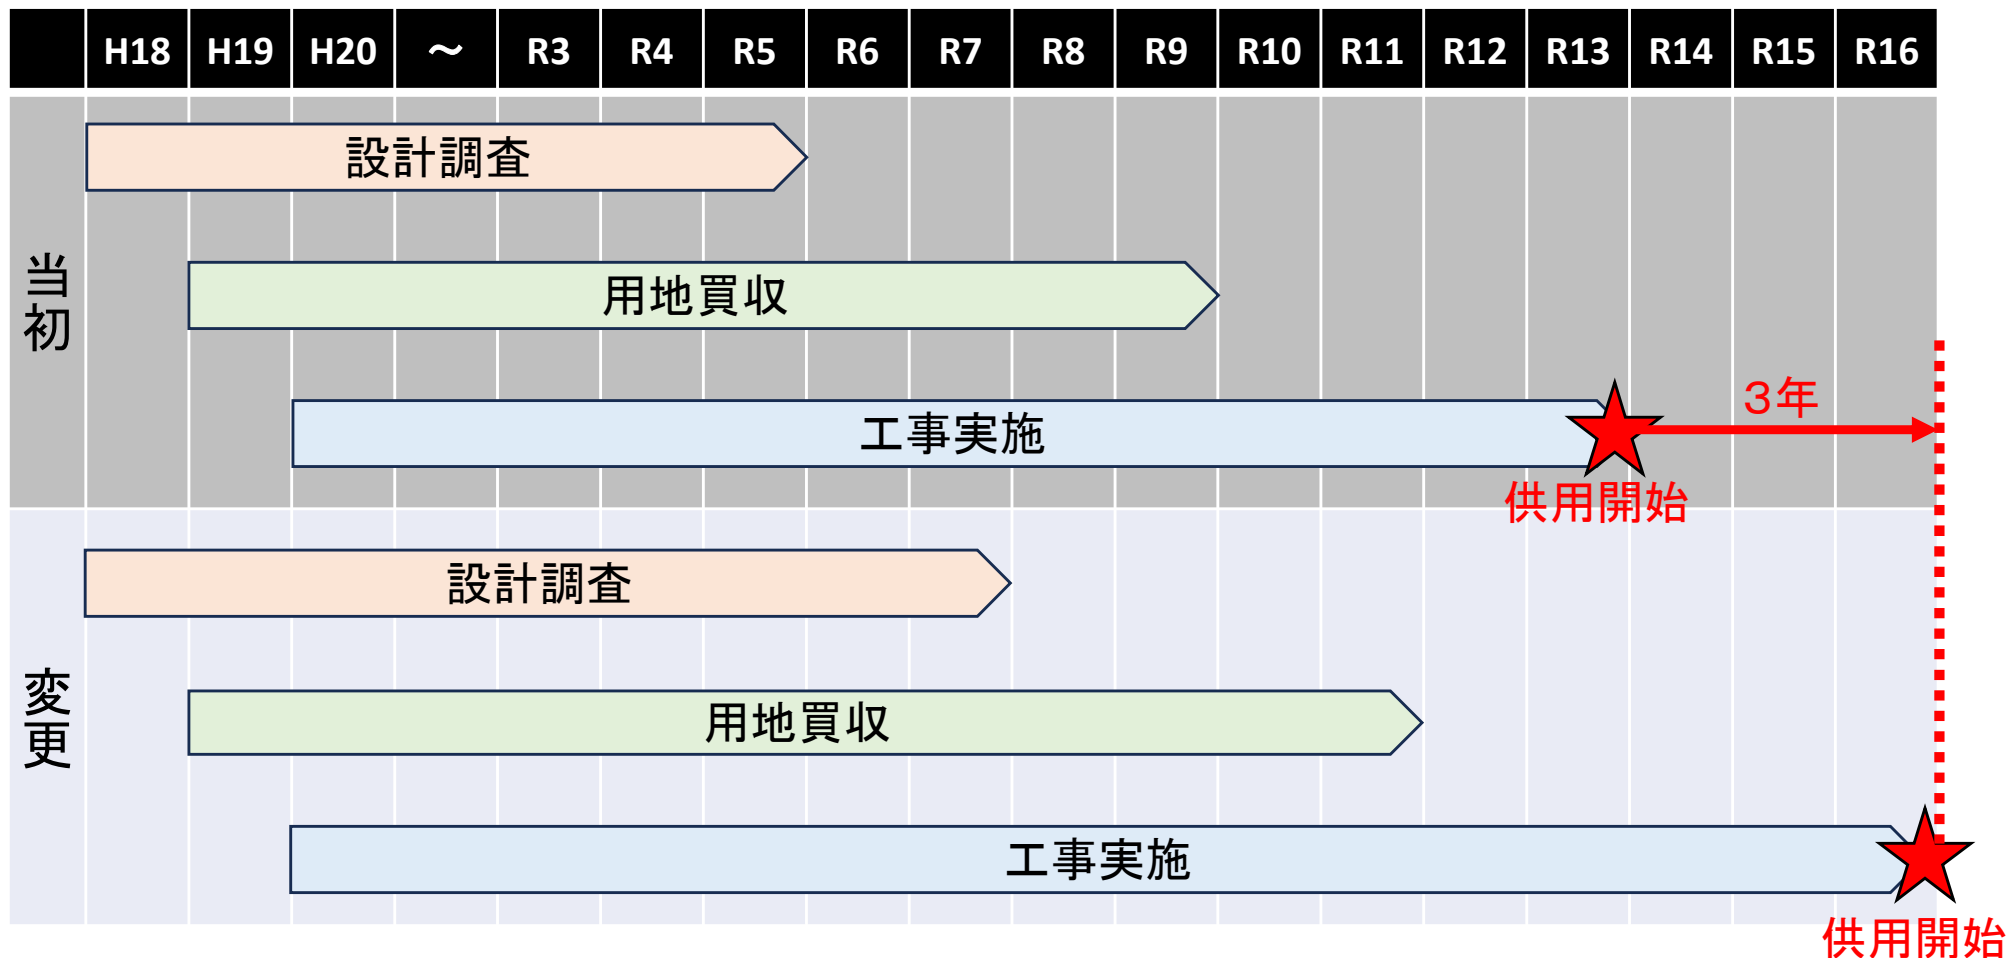 H18 H19 H20 ～ R3 R4 R5 R6 R7 R8 R9 R10 R11 R12 R13 R14 R15 R16
当初
設計調査
用地買収
工事実施
3年
供用開始
変更
設計調査
用地買収
工事実施
供用開始